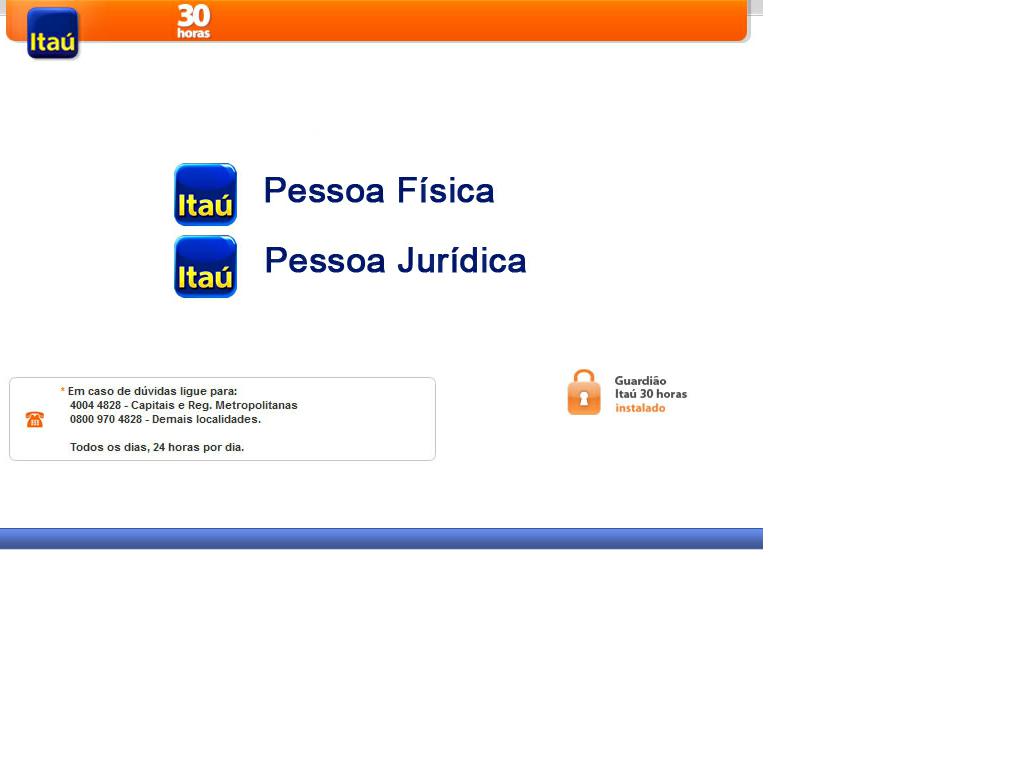 Itaú
30
horas
Itaú
Pessoa Física
Itaú
Pessoa Jurídica
* Em caso de dúvidas ligue para:
4004 4828 - Capitais e Reg. Metropolitanas
0800 970 4828 - Demais localidades.
Todos os dias, 24 horas por dia.
Guardião
Itaú 30 horas
instalado